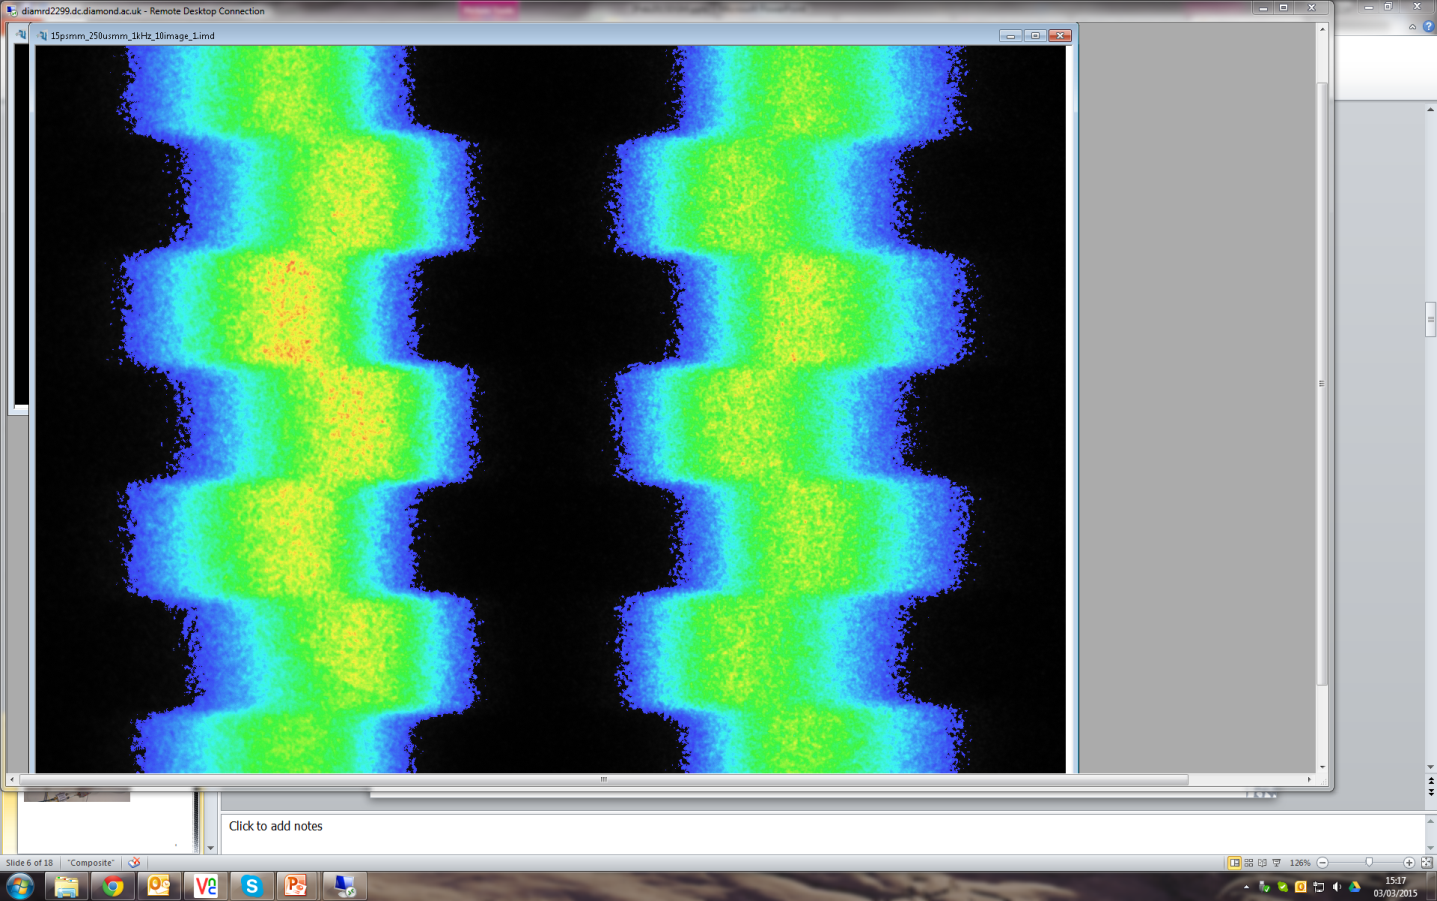 diamrd2299.dc.diamond.ac.uk - Remote Desktop Connection
15psmm_250usmm_1kHz_10image_1.imd
Click to add notes
Slide 6 of 18
"Composite"
126%
15:17
03/03/2015